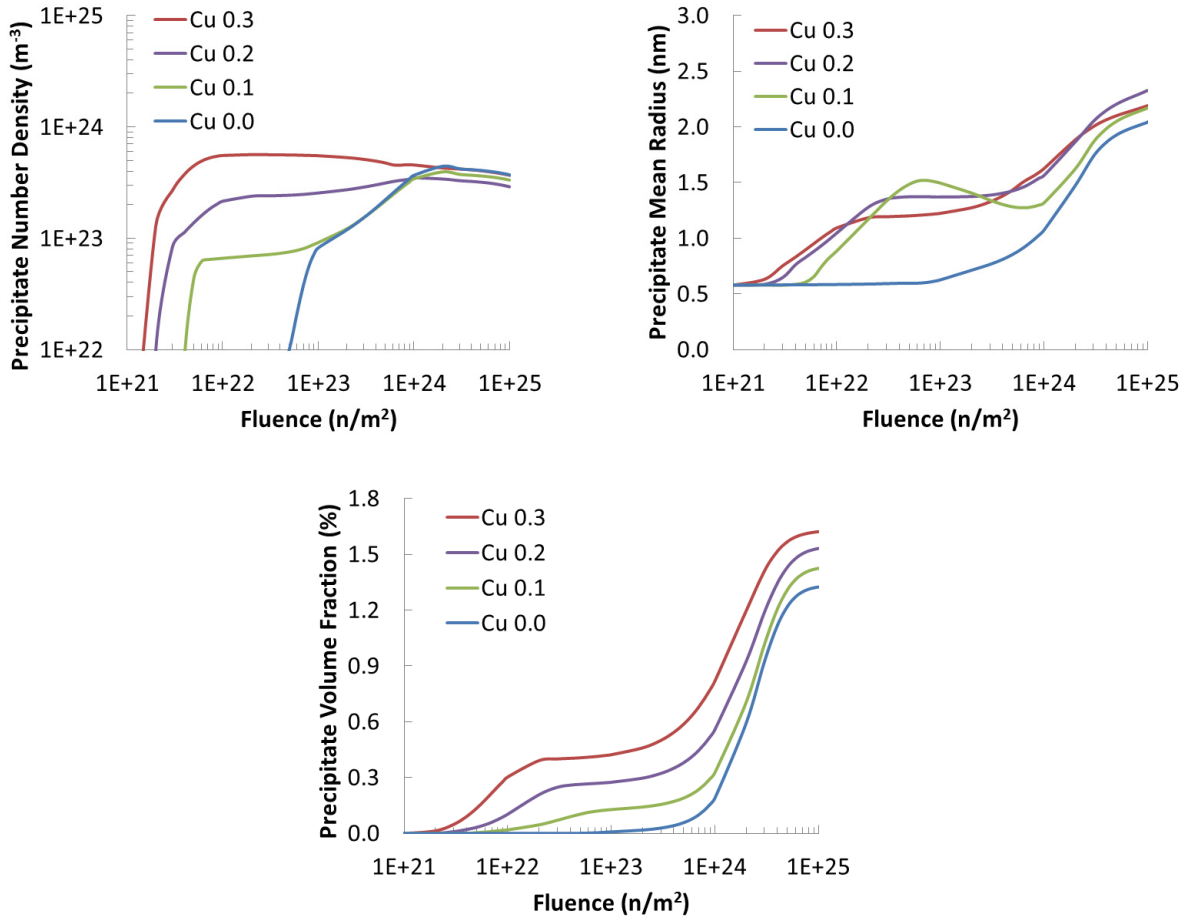 Precipitate Number Density (m⁻³)
1E+25
1E+24
1E+23
1E+22
Cu 0.3
Cu 0.2
Cu 0.1
Cu 0.0
1E+21 1E+22 1E+23 1E+24 1E+25
Fluence (n/m²)
Precipitate Mean Radius (nm)
3.0
2.5
2.0
1.5
1.0
0.5
0.0
Cu 0.3
Cu 0.2
Cu 0.1
Cu 0.0
1E+21 1E+22 1E+23 1E+24 1E+25
Fluence (n/m²)
Precipitate Volume Fraction (%)
1.8
1.5
1.2
0.9
0.6
0.3
0.0
Cu 0.3
Cu 0.2
Cu 0.1
Cu 0.0
1E+21 1E+22 1E+23 1E+24 1E+25
Fluence (n/m²)